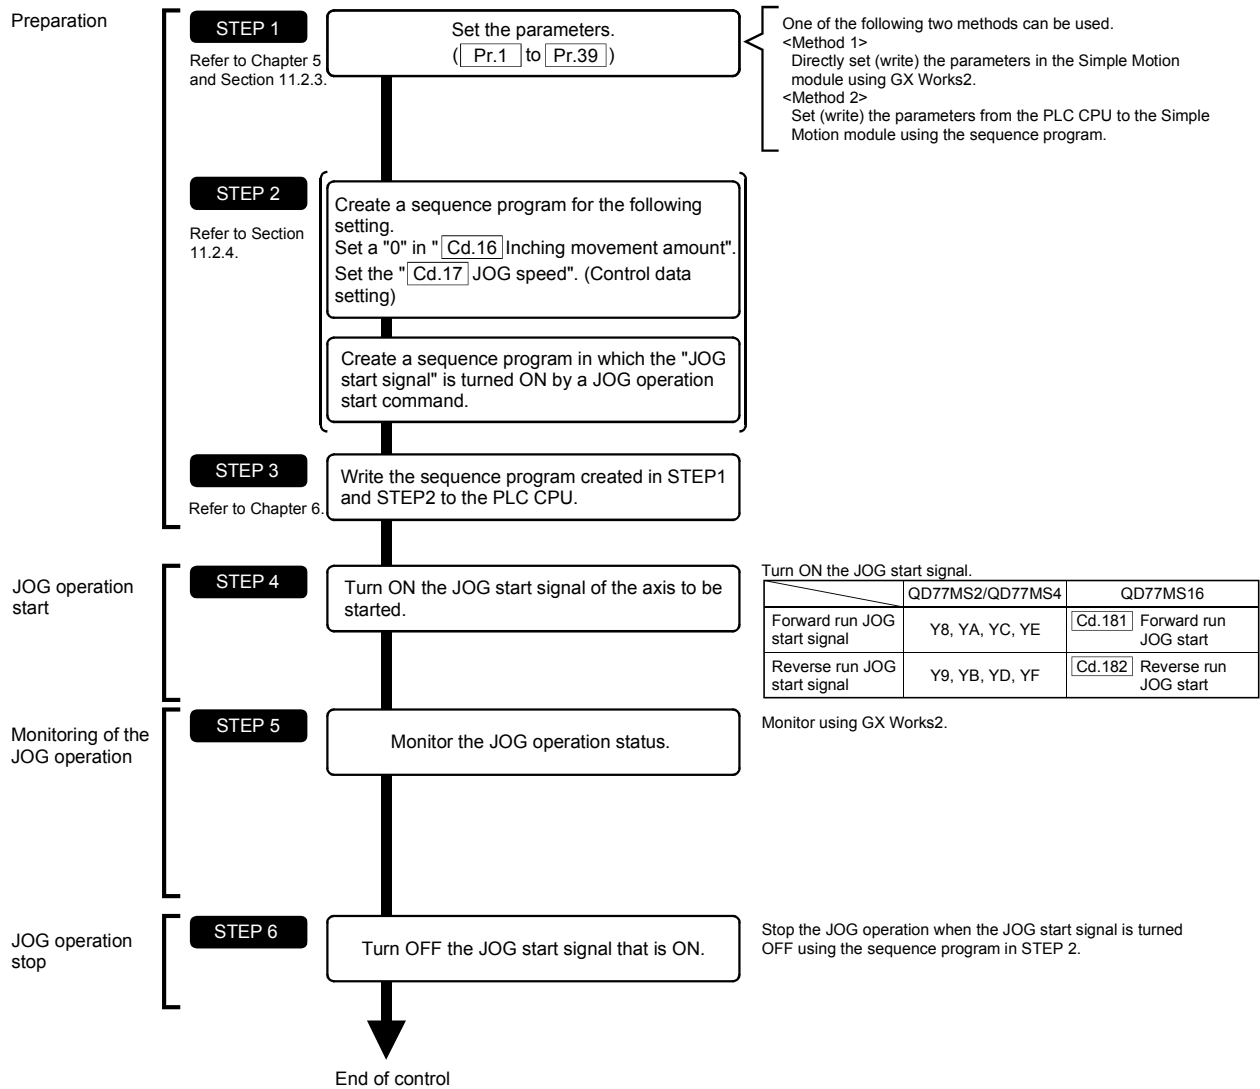 Preparation
STEP 1
Refer to Chapter 5
and Section 11.2.3.
Set the parameters.
( Pr.1 to Pr.39 )
One of the following two methods can be used.
<Method 1>
Directly set (write) the parameters in the Simple Motion
module using GX Works2.
<Method 2>
Set (write) the parameters from the PLC CPU to the Simple
Motion module using the sequence program.
STEP 2
Refer to Section
11.2.4.
Create a sequence program for the following
setting.
Set a "0" in " Cd.16 Inching movement amount".
Set the " Cd.17 JOG speed". (Control data
setting)
Create a sequence program in which the "JOG
start signal" is turned ON by a JOG operation
start command.
STEP 3
Refer to Chapter 6.
Write the sequence program created in STEP1
and STEP2 to the PLC CPU.
JOG operation
start
STEP 4
Turn ON the JOG start signal of the axis to be
started.
Turn ON the JOG start signal.
QD77MS2/QD77MS4 QD77MS16
Forward run JOG
start signal
Y8, YA, YC, YE
Cd.181 Forward run
JOG start
Reverse run JOG
start signal
Y9, YB, YD, YF
Cd.182 Reverse run
JOG start
Monitoring of the
JOG operation
STEP 5
Monitor the JOG operation status.
Monitor using GX Works2.
JOG operation
stop
STEP 6
Turn OFF the JOG start signal that is ON.
Stop the JOG operation when the JOG start signal is turned
OFF using the sequence program in STEP 2.
End of control